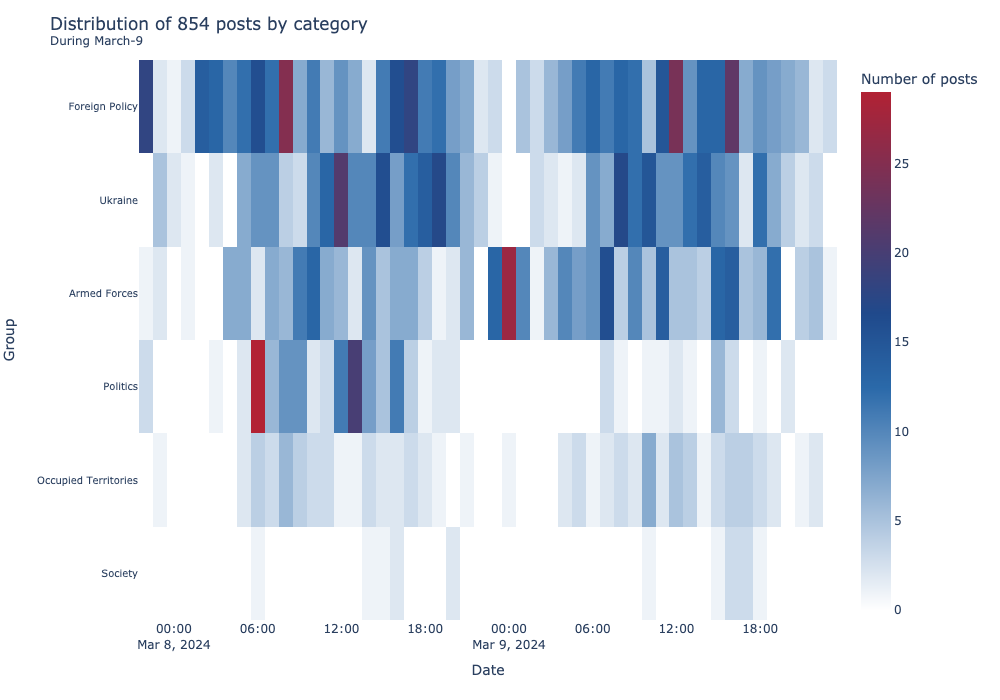 Distribution of 854 posts by category
During March-9
Number of posts
Foreign Policy
Ukraine
Armed Forces
Politics
Occupied Territories
Society
Group
25
20
15
10
5
0
00:00 06:00 12:00 18:00 00:00 06:00 12:00 18:00
Mar 8, 2024 Mar 9, 2024
Date